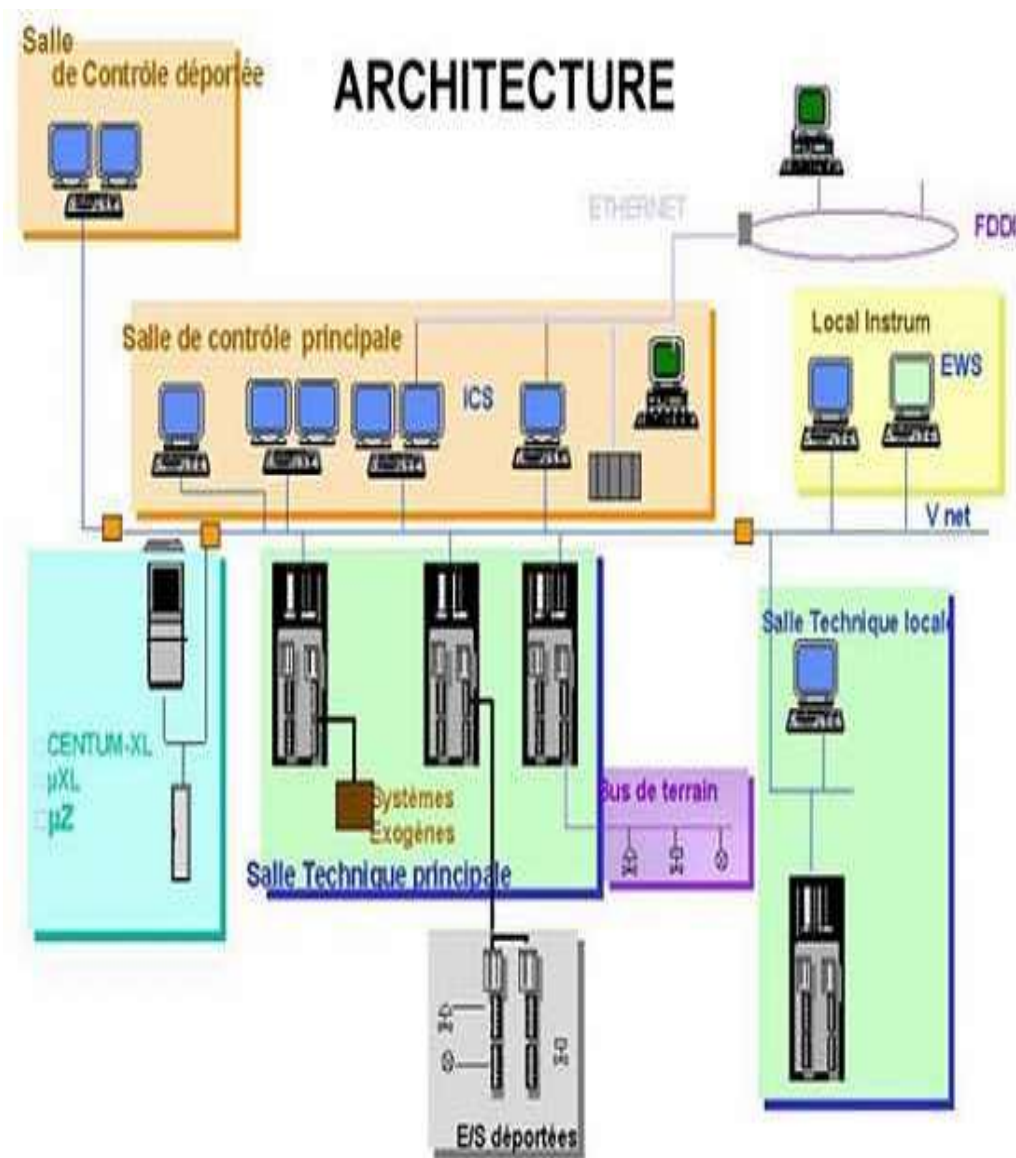 Salle
de Contrôle déportée
ARCHITECTURE
ETHERNET
FDDI
Salle de contrôle principale
ICS
Local Instrum
EWS
V net
CENTUM-XL
µXL
µZ
Systèmes
Exogènes
Salle Technique principale
Bus de terrain
Salle Technique locale
E/S déportées